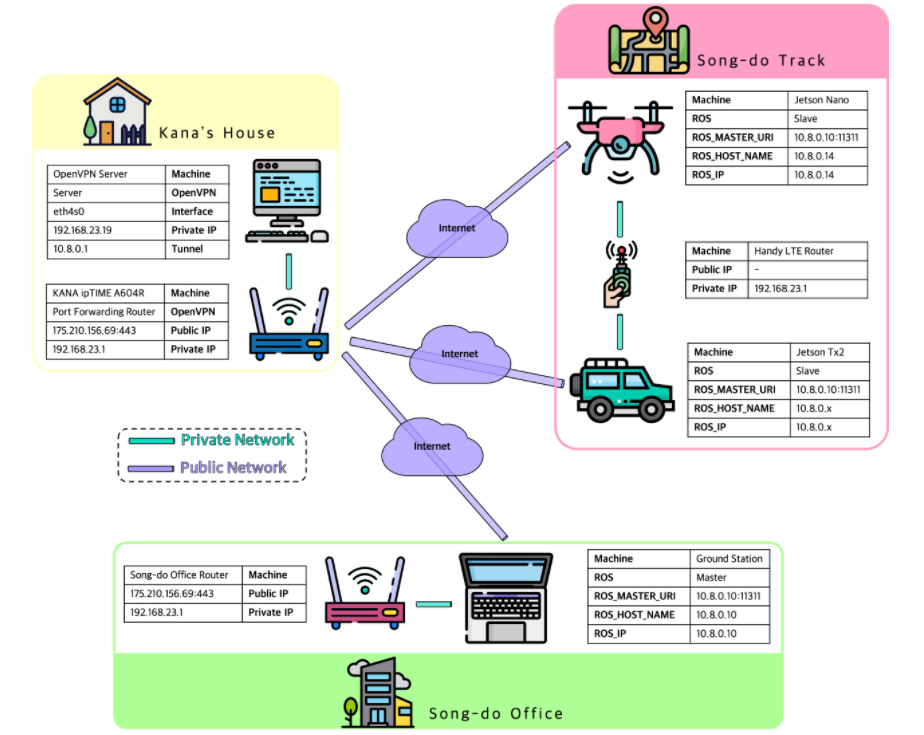 Song-do Track
Machine Jetson Nano
ROS Slave
ROS_MASTER_URI 10.8.0.10:11311
ROS_HOST_NAME 10.8.0.14
ROS_IP 10.8.0.14
Machine Handy LTE Router
Public IP -
Private IP 192.168.23.1
Machine Jetson Tx2
ROS Slave
ROS_MASTER_URI 10.8.0.10:11311
ROS_HOST_NAME 10.8.0.x
ROS_IP 10.8.0.x
Kana's House
OpenVPN Server Machine
Server OpenVPN
eth4s0 Interface
192.168.23.19 Private IP
10.8.0.1 Tunnel
KANA ipTIME A604R Machine
Port Forwarding Router OpenVPN
175.210.156.69:443 Public IP
192.168.23.1 Private IP
Internet
Internet
Internet
Private Network
Public Network
Song-do Office Router Machine
175.210.156.69:443 Public IP
192.168.23.1 Private IP
Machine Ground Station
ROS Master
ROS_MASTER_URI 10.8.0.10:11311
ROS_HOST_NAME 10.8.0.10
ROS_IP 10.8.0.10
Song-do Office